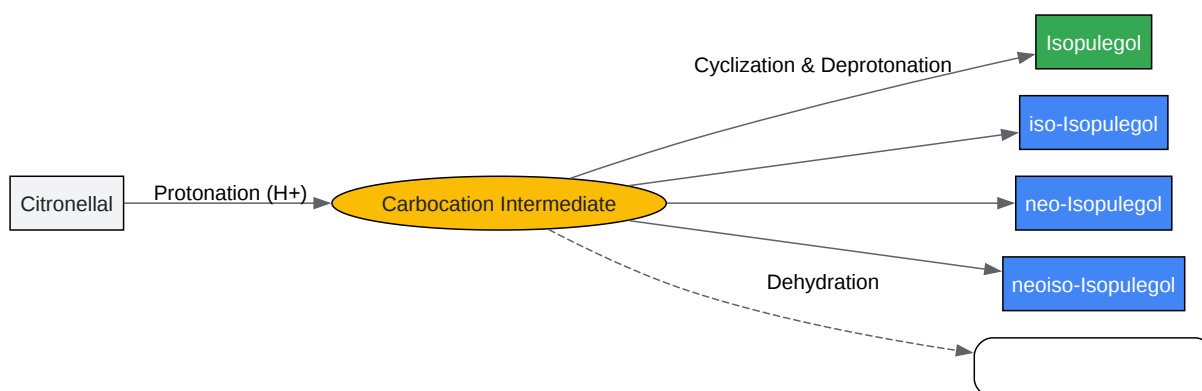 Isopulegol
Cyclization & Deprotonation
iso-Isopulegol
Protonation (H+)
Citronellal
Carbocation Intermediate
neo-Isopulegol
neoiso-Isopulegol
Dehydration